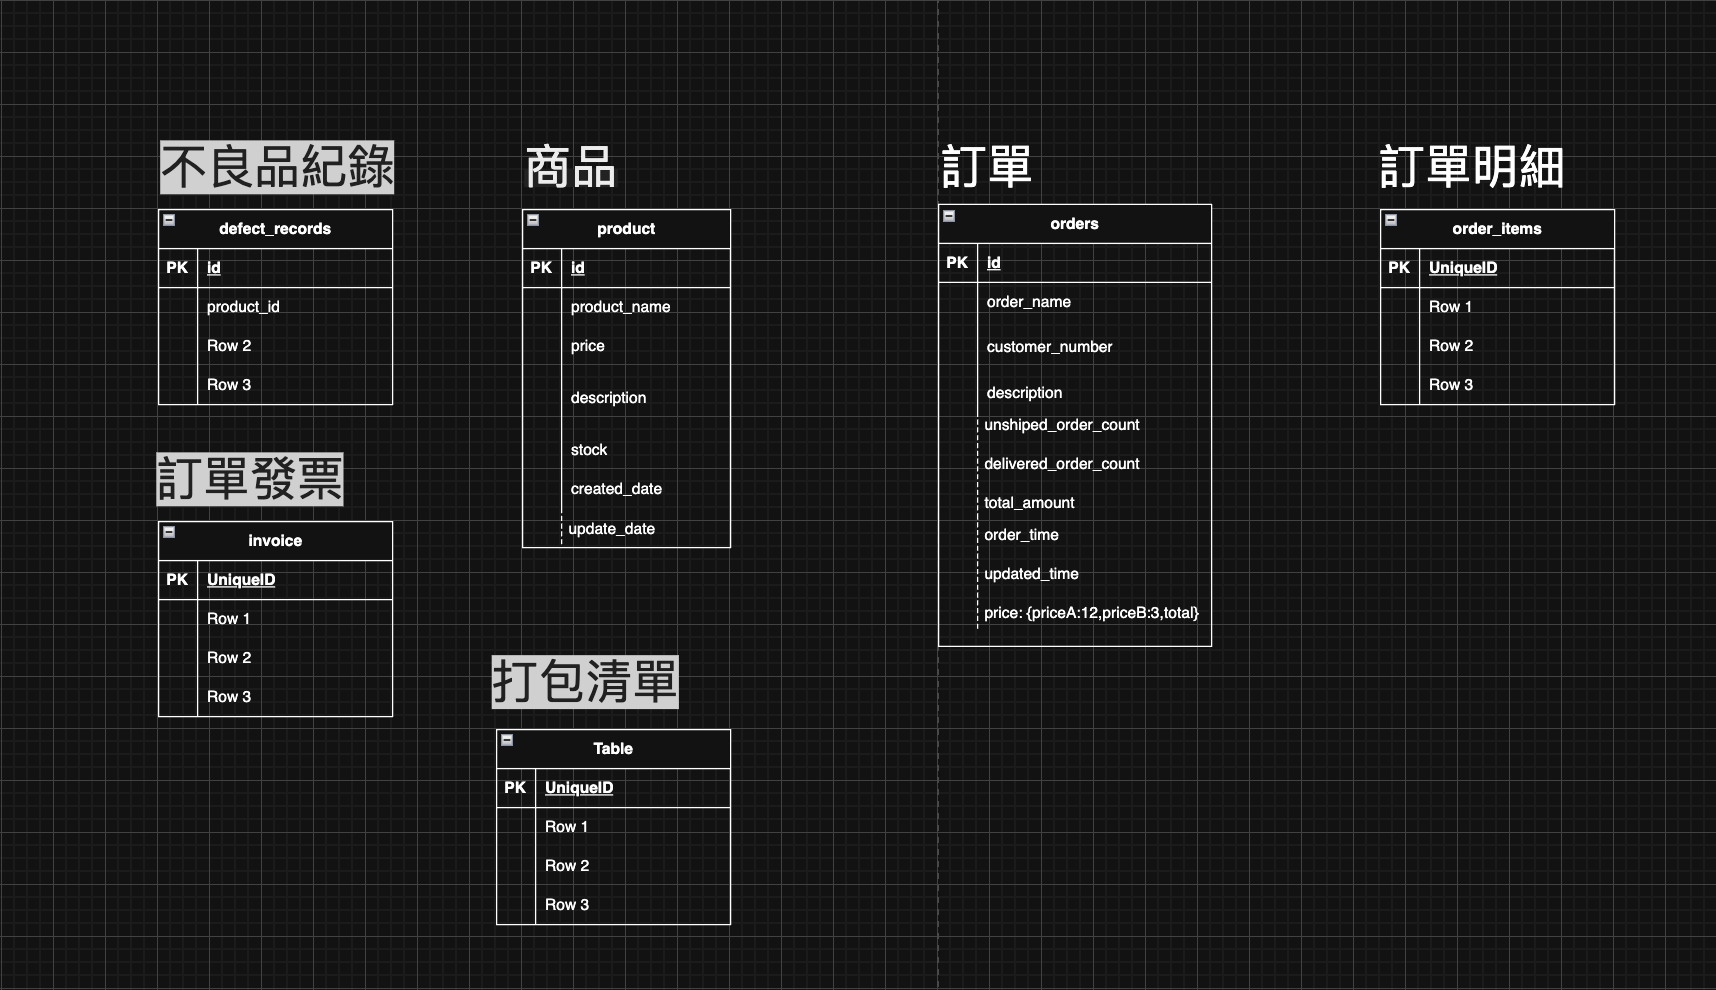 不良品紀錄
defect_records
PK id
product_id
Row 2
Row 3
訂單發票
invoice
PK UniqueID
Row 1
Row 2
Row 3
商品
product
PK id
product_name
price
description
stock
created_date
update_date
打包清單
Table
PK UniqueID
Row 1
Row 2
Row 3
訂單
orders
PK id
order_name
customer_number
description
unshiped_order_count
delivered_order_count
total_amount
order_time
updated_time
price: {priceA:12,priceB:3,total}
訂單明細
order_items
PK UniqueID
Row 1
Row 2
Row 3